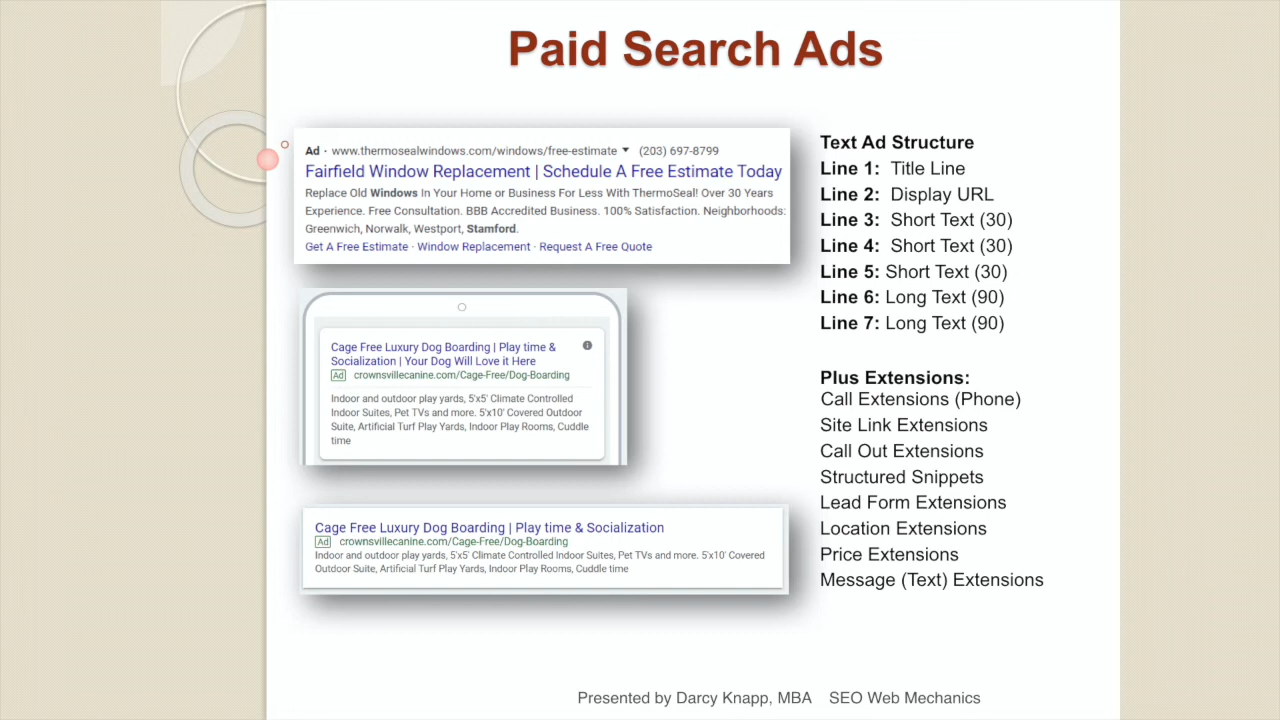 Paid Search Ads
Ad · www.thermosealwindows.com/windows/free-estimate (203) 697-8799
Fairfield Window Replacement | Schedule A Free Estimate Today
Replace Old Windows In Your Home or Business For Less With ThermoSeal! Over 30 Years
Experience. Free Consultation. BBB Accredited Business. 100% Satisfaction. Neighborhoods:
Greenwich, Norwalk, Westport, Stamford.
Get A Free Estimate · Window Replacement · Request A Free Quote
Cage Free Luxury Dog Boarding | Play time &
Socialization | Your Dog Will Love it Here
Ad crownsvillecanine.com/Cage-Free/Dog-Boarding
Indoor and outdoor play yards, 5'x5' Climate Controlled
Indoor Suites, Pet TVs and more. 5'x10' Covered Outdoor
Suite, Artificial Turf Play Yards, Indoor Play Rooms, Cuddle
time
Cage Free Luxury Dog Boarding | Play time & Socialization
Ad crownsvillecanine.com/Cage-Free/Dog-Boarding
Indoor and outdoor play yards, 5'x5' Climate Controlled Indoor Suites, Pet TVs and more. 5'x10' Covered
Outdoor Suite, Artificial Turf Play Yards, Indoor Play Rooms, Cuddle time
Text Ad Structure
Line 1: Title Line
Line 2: Display URL
Line 3: Short Text (30)
Line 4: Short Text (30)
Line 5: Short Text (30)
Line 6: Long Text (90)
Line 7: Long Text (90)
Plus Extensions:
Call Extensions (Phone)
Site Link Extensions
Call Out Extensions
Structured Snippets
Lead Form Extensions
Location Extensions
Price Extensions
Message (Text) Extensions
Presented by Darcy Knapp, MBA SEO Web Mechanics